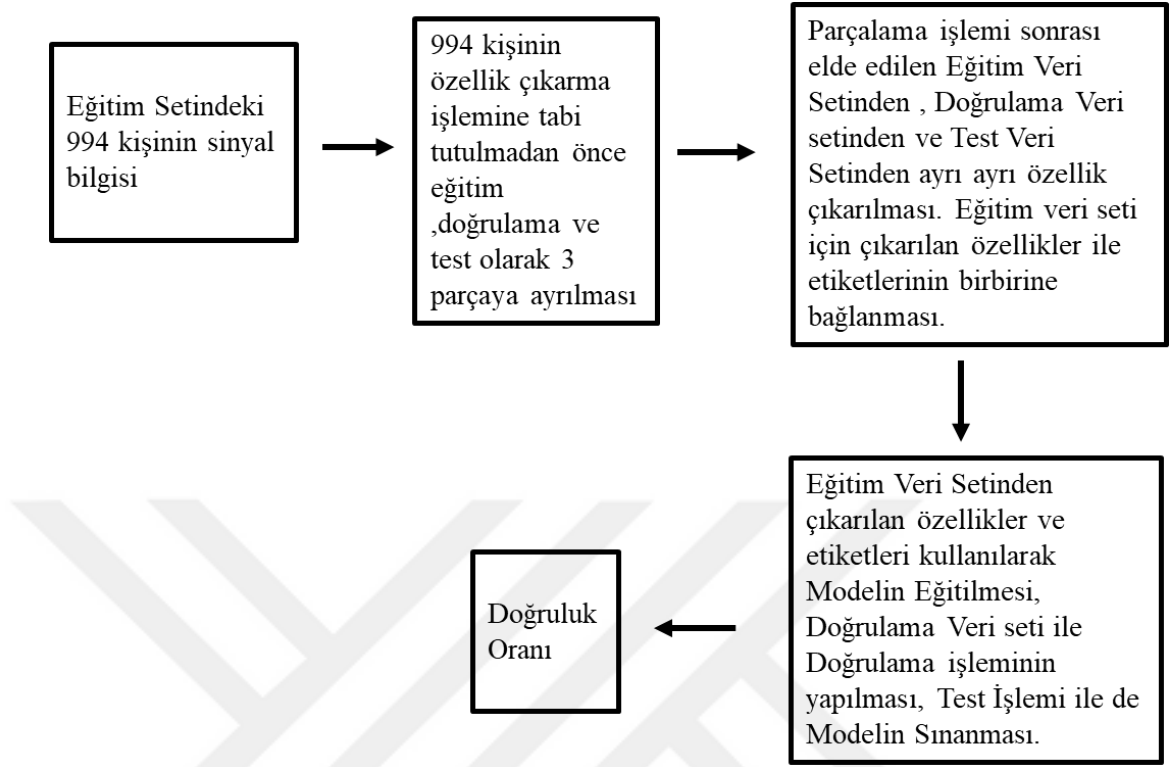 Eğitim Setindeki
994 kişinin sinyal
bilgisi
994 kişinin
özellik çıkarma
işlemine tabi
tutulmadan önce
eğitim
,doğrulama ve
test olarak 3
parçaya ayrılması
Parçalama işlemi sonrası
elde edilen Eğitim Veri
Setinden , Doğrulama Veri
setinden ve Test Veri
Setinden ayrı ayrı özellik
çıkarılması. Eğitim veri seti
için çıkarılan özellikler ile
etiketlerinin birbirine
bağlanması.
Eğitim Veri Setinden
çıkarılan özellikler ve
etiketleri kullanılarak
Modelin Eğitilmesi,
Doğrulama Veri seti ile
Doğrulama işleminin
yapılması, Test İşlemi ile de
Modelin Sınanması.
Doğruluk
Oranı